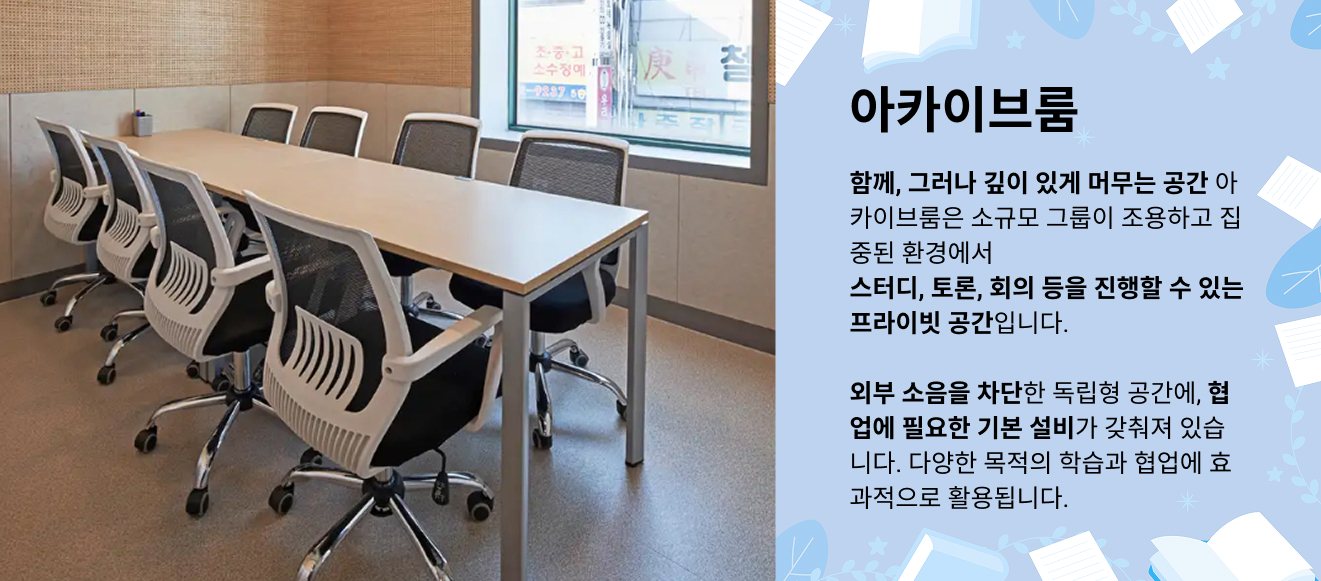 초·중·고
소수정예
9237
庚
철
아카이브룸
함께, 그러나 깊이 있게 머무는 공간 아
카이브룸은 소규모 그룹이 조용하고 집
중된 환경에서
스터디, 토론, 회의 등을 진행할 수 있는
프라이빗 공간입니다.
외부 소음을 차단한 독립형 공간에, 협
업에 필요한 기본 설비가 갖춰져 있습
니다. 다양한 목적의 학습과 협업에 효
과적으로 활용됩니다.